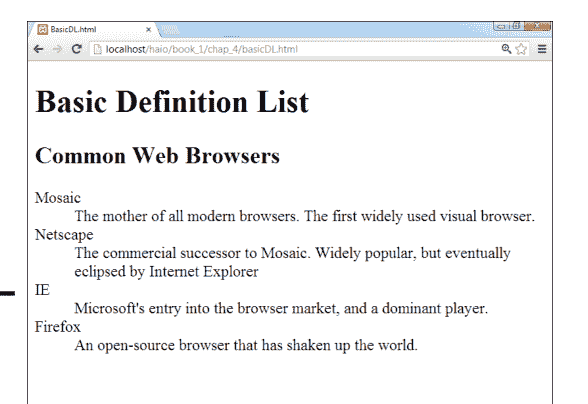 BasicDL.html
localhost/haio/book_1/chap_4/basicDL.html
Basic Definition List
Common Web Browsers
Mosaic
The mother of all modern browsers. The first widely used visual browser.
Netscape
The commercial successor to Mosaic. Widely popular, but eventually
eclipsed by Internet Explorer
IE
Microsoft's entry into the browser market, and a dominant player.
Firefox
An open-source browser that has shaken up the world.